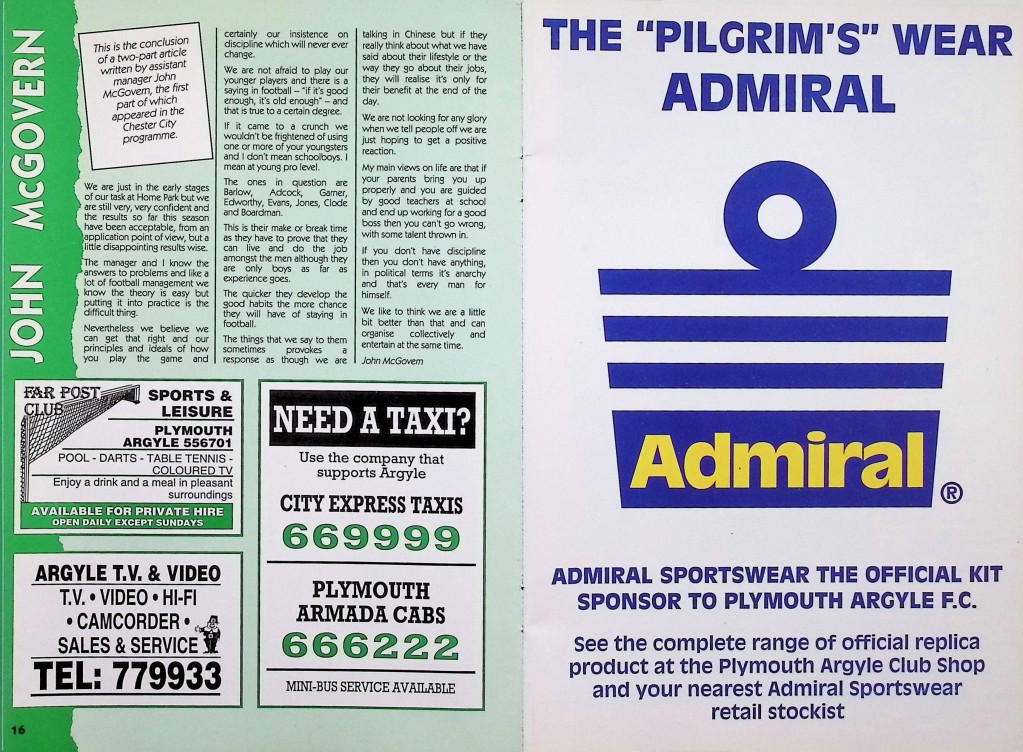 JOHN McGOVERN
This is the conclusion
of a two-part article
written by assistant
manager John
McGovern, the first
part of which
appeared in the
Chester City
programme.
We are just in the early stages
of our task at Home Park but we
are still very, very confident and
the results so far this season
have been acceptable, from an
application point of view, but a
little disappointing results wise.
The manager and I know the
answers to problems and like a
lot of football management we
know the theory is easy but
putting it into practice is the
difficult thing.
Nevertheless we believe we
can get that right and our
principles and ideals of how
you play the game and
certainly our insistence on
discipline which will never ever
change.
We are not afraid to play our
younger players and there is a
saying in football – "if it's good
enough, it's old enough" – and
that is true to a certain degree.
If it came to a crunch we
wouldn't be frightened of using
one or more of your youngsters
and I don't mean schoolboys. I
mean at young pro level.
The ones in question are
Barlow, Adcock, Garner,
Edworthy, Evans, Jones, Clode
and Boardman.
This is their make or break time
as they have to prove that they
can live and do the job
amongst the men although they
are only boys as far as
experience goes.
The quicker they develop the
good habits the more chance
they will have of staying in
football.
The things that we say to them
sometimes provokes a
response as though we are
talking in Chinese but if they
really think about what we have
said about their lifestyle or the
way they go about their jobs,
they will realise it's only for
their benefit at the end of the
day.
We are not looking for any glory
when we tell people off we are
just hoping to get a positive
reaction.
My main views on life are that if
your parents bring you up
properly and you are guided
by good teachers at school
and end up working for a good
boss then you can't go wrong,
with some talent thrown in.
If you don't have discipline
then you don't have anything,
in political terms it's anarchy
and that's every man for
himself.
We like to think we are a little
bit better than that and can
organise collectively and
entertain at the same time.
John McGovern
FAR POST
CLUB
SPORTS &
LEISURE
PLYMOUTH
ARGYLE 556701
POOL - DARTS - TABLE TENNIS -
COLOURED TV
Enjoy a drink and a meal in pleasant
surroundings
AVAILABLE FOR PRIVATE HIRE
OPEN DAILY EXCEPT SUNDAYS
ARGYLE T.V. & VIDEO
T.V. • VIDEO • HI-FI
• CAMCORDER •
SALES & SERVICE
TEL: 779933
NEED A TAXI?
Use the company that
supports Argyle
CITY EXPRESS TAXIS
669999
PLYMOUTH
ARMADA CABS
666222
MINI-BUS SERVICE AVAILABLE
16
THE "PILGRIM'S" WEAR
ADMIRAL
Admiral ®
ADMIRAL SPORTSWEAR THE OFFICIAL KIT
SPONSOR TO PLYMOUTH ARGYLE F.C.
See the complete range of official replica
product at the Plymouth Argyle Club Shop
and your nearest Admiral Sportswear
retail stockist